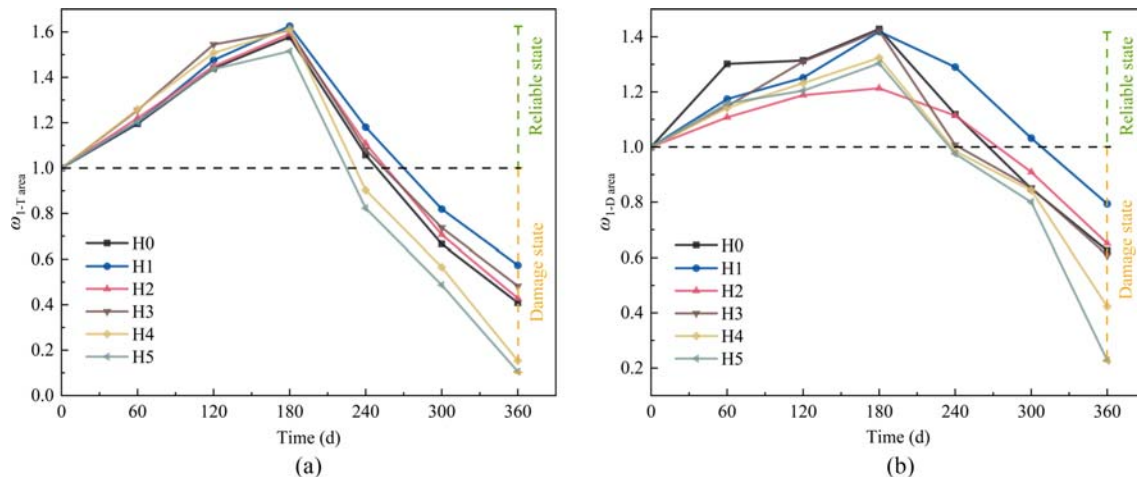 1.6
1.4
1.2
1.0
0.8
0.6
0.4
0.2
0.0
ω1-T area
H0
H1
H2
H3
H4
H5
Reliable state
Damage state
0 60 120 180 240 300 360
Time (d)
(a)
1.4
1.2
1.0
0.8
0.6
0.4
0.2
ω1-D area
H0
H1
H2
H3
H4
H5
Reliable state
Damage state
0 60 120 180 240 300 360
Time (d)
(b)